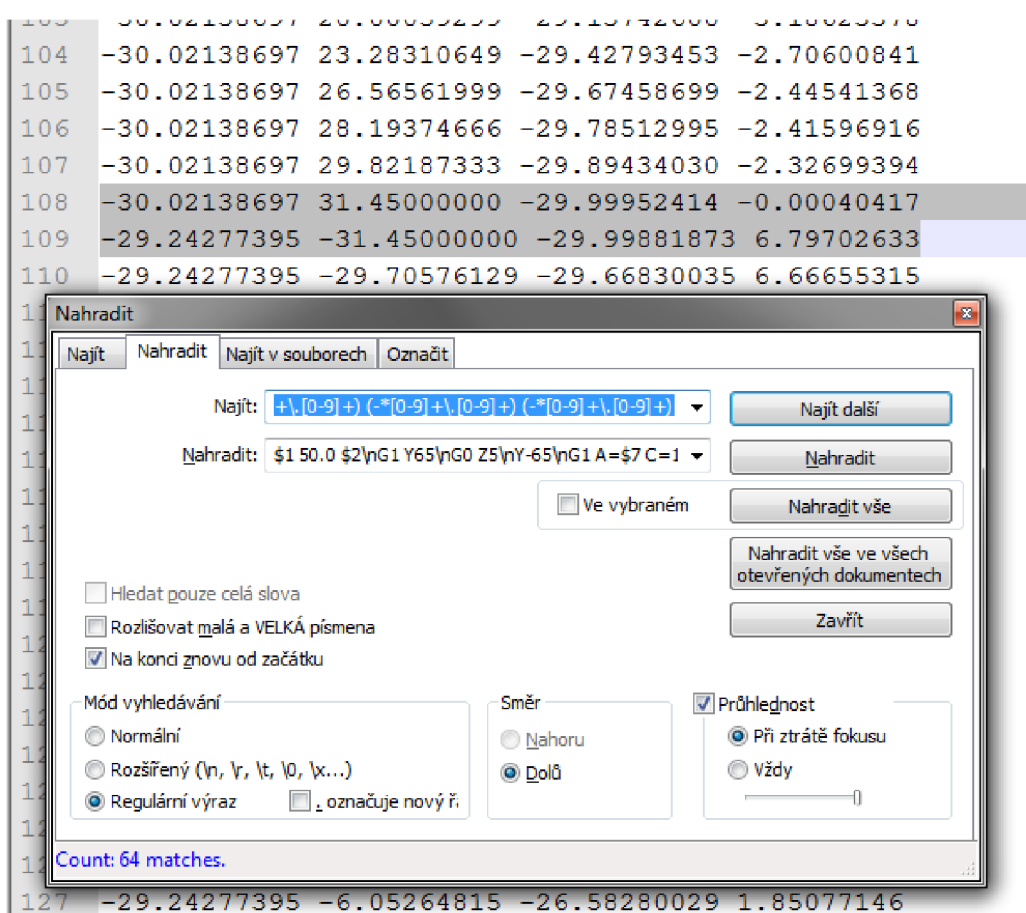 104 -30.02138697 23.28310649 -29.42793453 -2.70600841
105 -30.02138697 26.56561999 -29.67458699 -2.44541368
106 -30.02138697 28.19374666 -29.78512995 -2.41596916
107 -30.02138697 29.82187333 -29.89434030 -2.32699394
108 -30.02138697 31.45000000 -29.99952414 -0.00040417
109 -29.24277395 -31.45000000 -29.99881873 6.79702633
110 -29.24277395 -29.70576129 -29.66830035 6.66655315
Nahradit
Najít Nahradit Najít v souborech Označit
Najít: +\.[0-9]+) (-*[0-9]+\.[0-9]+) (-*[0-9]+\.[0-9]+) Najít další
Nahradit: $1 50.0 $2\nG1 Y65\nG0 Z5\nY-65\nG1 A=$7 C=1 Nahradit
Ve vybraném Nahradit vše
Nahradit vše ve všech
otevřených dokumentech
Hledat pouze celá slova
Zavřít
Rozlišovat malá a VELKÁ písmena
Na konci znovu od začátku
Mód vyhledávání Směr Průhlednost
Normální Nahoru Při ztrátě fokusu
Rozšířený (\n, \r, \t, \0, \x...) Dolů Vždy
Regulární výraz . označuje nový ř
Count: 64 matches.
127 -29.24277395 -6.05264815 -26.58280029 1.85077146